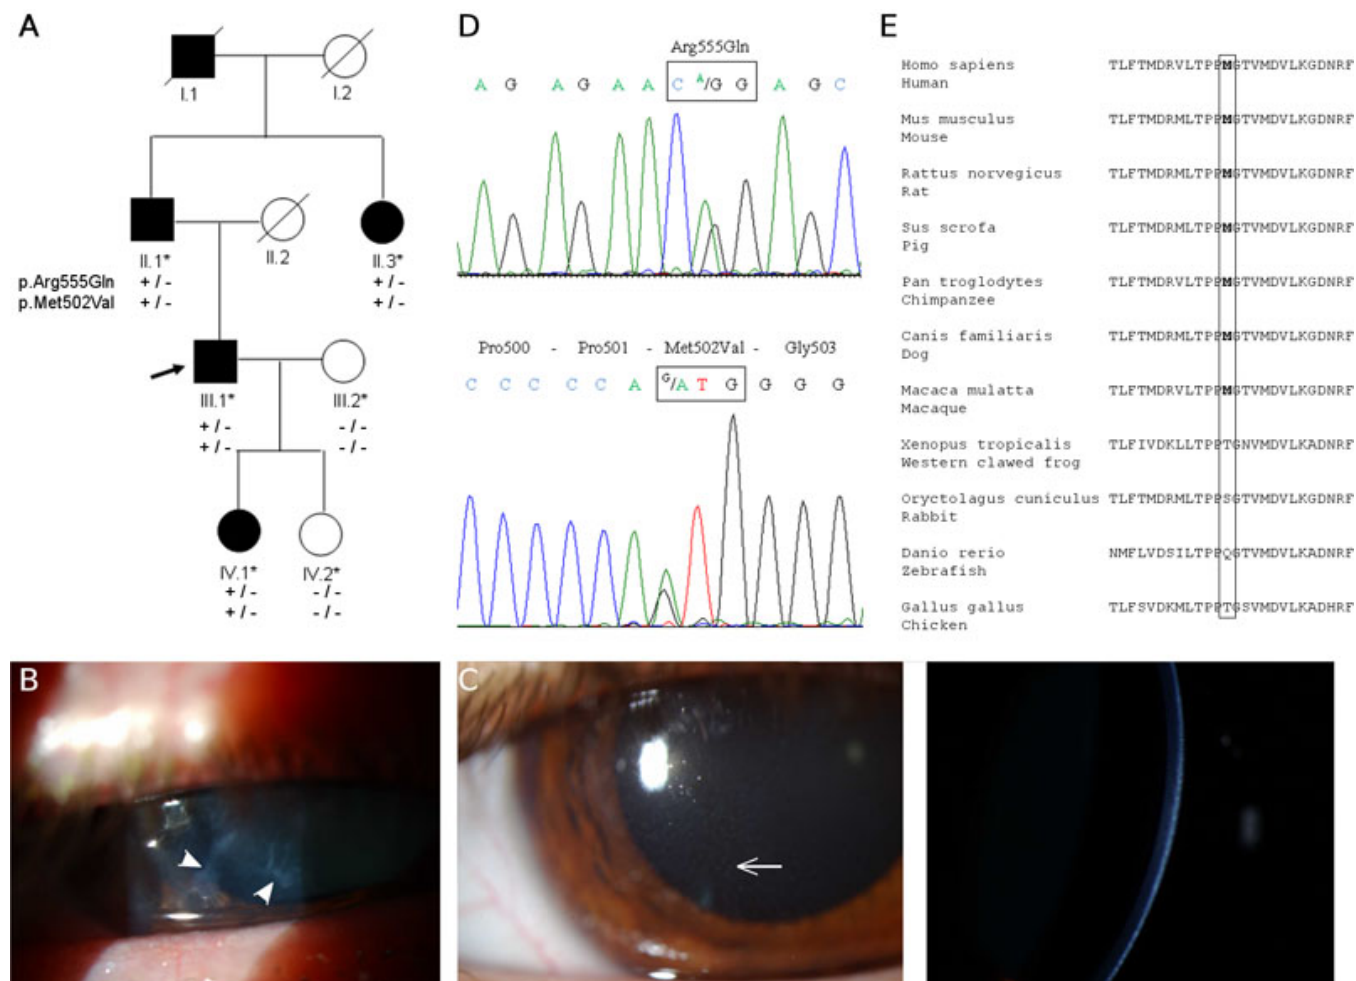 A
I.1
I.2
II.1*
II.2
II.3*
p.Arg555Gln
+ / -
+ / -
p.Met502Val
+ / -
+ / -
III.1*
III.2*
+ / -
- / -
+ / -
- / -
IV.1*
IV.2*
+ / -
- / -
+ / -
- / -
D
Arg555Gln
A G A G A A C A/G G A G C
Pro500 - Pro501 - Met502Val - Gly503
C C C C C A G/A T G G G G
E
Homo sapiens TLFTMDRVLTPPMGTVMDVLKGDNRF
Human
Mus musculus TLFTMDRMLTPPMGTVMDVLKGDNRF
Mouse
Rattus norvegicus TLFTMDRMLTPPMGTVMDVLKGDNRF
Rat
Sus scrofa TLFTMDRMLTPPMGTVMDVLKGDNRF
Pig
Pan troglodytes TLFTMDRVLTPPMGTVMDVLKGDNRF
Chimpanzee
Canis familiaris TLFTMDRMLTPPMGTVMDVLKGDNRF
Dog
Macaca mulatta TLFTMDRVLTPPMGTVMDVLKGDNRF
Macaque
Xenopus tropicalis TLFIVDKLLTPPTGNVMDVLKADNRF
Western clawed frog
Oryctolagus cuniculus TLFTMDRMLTPPSGTVMDVLKGDNRF
Rabbit
Danio rerio NMFLVDSILTPPQGTVMDVLKADNRF
Zebrafish
Gallus gallus TLFSVDKMLTPPTGSVMDVLKADHRF
Chicken
B
C